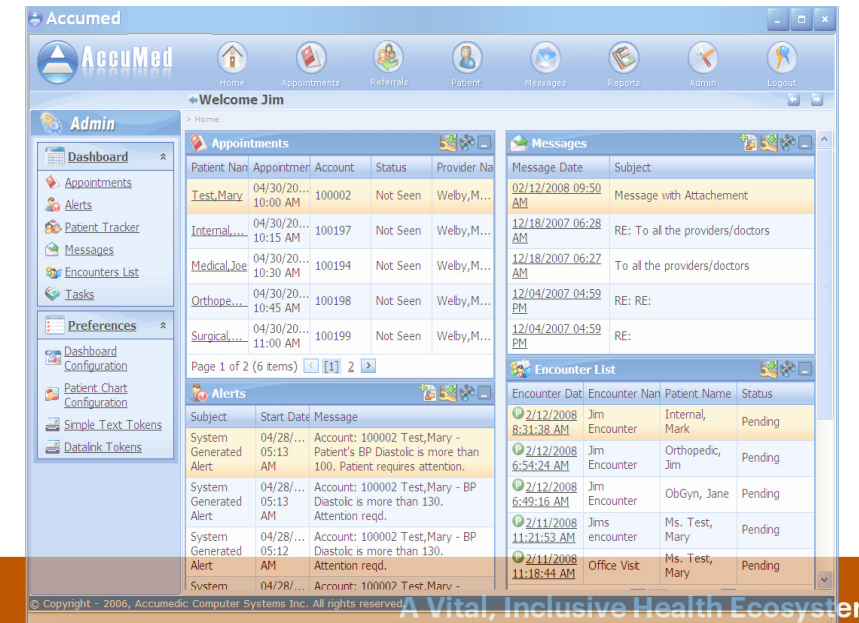 Accumed
AccuMed
Home
Appointments
Referrals
Patient
Messages
Reports
Admin
Logout
Welcome Jim
> Home
Admin
Dashboard
Appointments
Alerts
Patient Tracker
Messages
Encounters List
Tasks
Preferences
Dashboard
Configuration
Patient Chart
Configuration
Simple Text Tokens
Datalink Tokens
Appointments
Patient Nan Appointmer Account Status Provider Na
Test,Mary 04/30/20... 10:00 AM 100002 Not Seen Welby,M...
Internal,... 04/30/20... 10:15 AM 100197 Not Seen Welby,M...
Medical,Joe 04/30/20... 10:30 AM 100194 Not Seen Welby,M...
Orthope... 04/30/20... 10:45 AM 100198 Not Seen Welby,M...
Surgical,... 04/30/20... 11:00 AM 100199 Not Seen Welby,M...
Page 1 of 2 (6 items) < [1] 2 >
Alerts
Subject Start Date Message
System 04/28/... Account: 100002 Test,Mary -
Generated 05:13 Patient's BP Diastolic is more than
Alert AM 100. Patient requires attention.
System 04/28/... Account: 100002 Test,Mary - BP
Generated 05:13 Diastolic is more than 130.
Alert AM Attention reqd.
System 04/28/... Account: 100002 Test,Mary - BP
Generated 05:12 Diastolic is more than 130.
Alert AM Attention reqd.
System 04/28/... Account: 100002 Test,Mary -
Messages
Message Date Subject
02/12/2008 09:50 AM Message with Attachement
12/18/2007 06:28 AM RE: To all the providers/doctors
12/18/2007 06:27 AM To all the providers/doctors
12/04/2007 04:59 PM RE: RE:
12/04/2007 04:59 PM RE:
Encounter List
Encounter Dat Encounter Nan Patient Name Status
2/12/2008 8:31:38 AM Jim Encounter Internal, Mark Pending
2/12/2008 6:54:24 AM Jim Encounter Orthopedic, Jim Pending
2/12/2008 6:49:16 AM Jim Encounter ObGyn, Jane Pending
2/11/2008 11:21:53 AM Jims encounter Ms. Test, Mary Pending
2/11/2008 11:18:44 AM Office Visit Ms. Test, Mary Pending
© Copyright - 2006, Accumedic Computer Systems Inc. All rights reserved.
A Vital, Inclusive Health Ecosyster